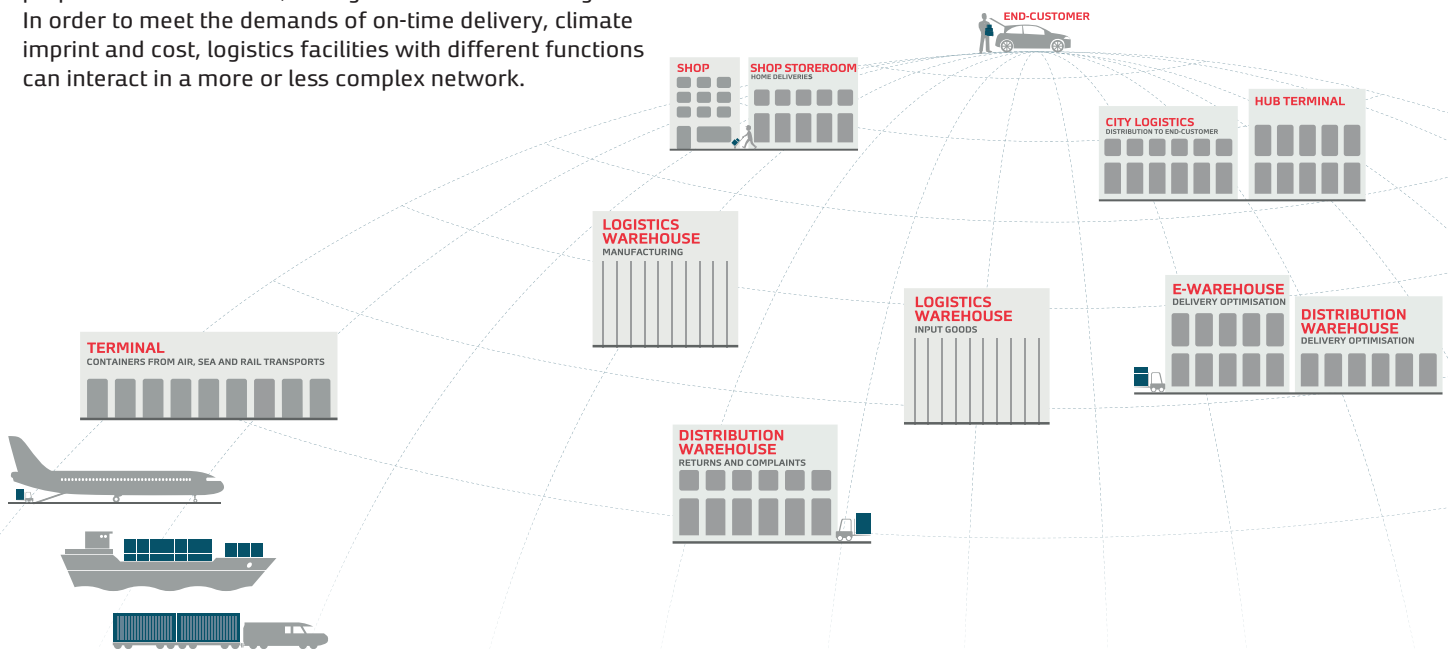 In order to meet the demands of on-time delivery, climate
imprint and cost, logistics facilities with different functions
can interact in a more or less complex network.
END-CUSTOMER
SHOP
SHOP STOREROOM
HOME DELIVERIES
HUB TERMINAL
CITY LOGISTICS
DISTRIBUTION TO END-CUSTOMER
LOGISTICS
WAREHOUSE
MANUFACTURING
E-WAREHOUSE
DELIVERY OPTIMISATION
LOGISTICS
WAREHOUSE
INPUT GOODS
DISTRIBUTION
WAREHOUSE
DELIVERY OPTIMISATION
TERMINAL
CONTAINERS FROM AIR, SEA AND RAIL TRANSPORTS
DISTRIBUTION
WAREHOUSE
RETURNS AND COMPLAINTS